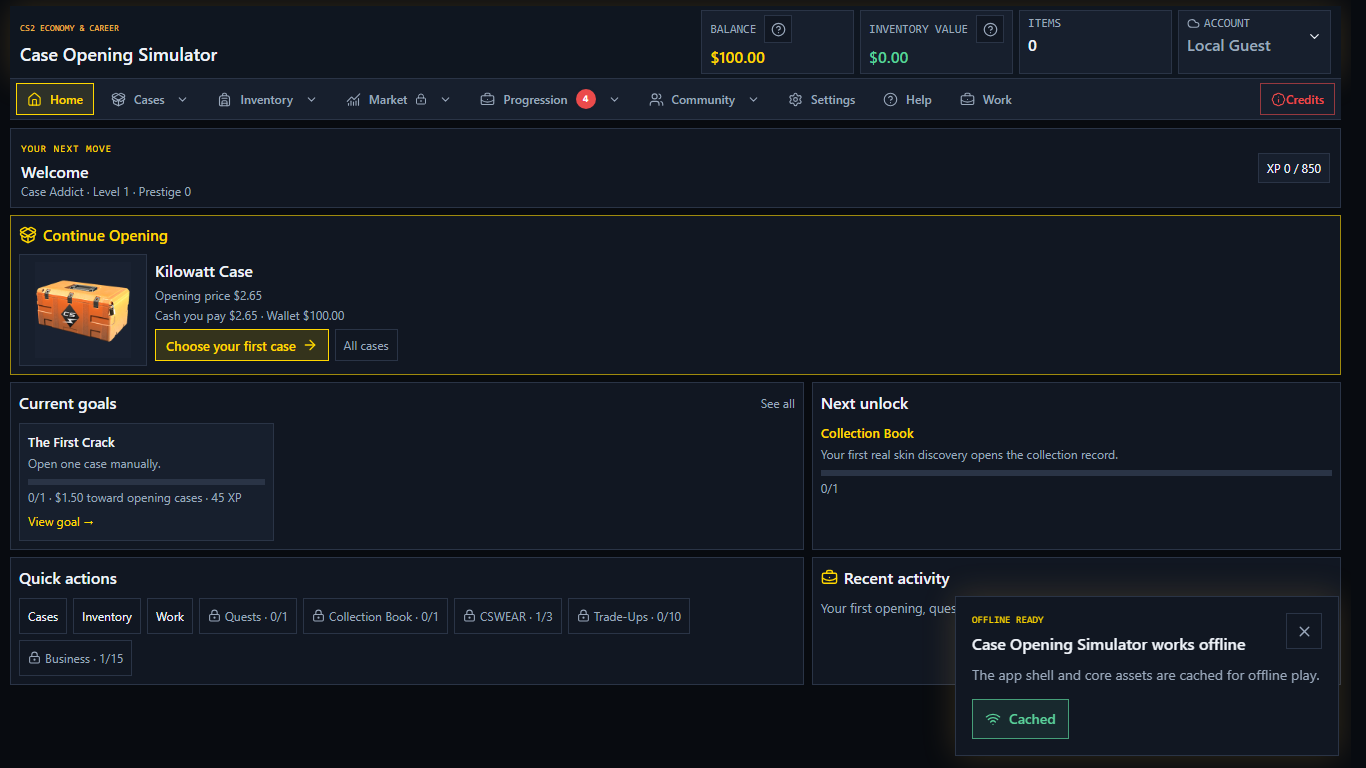 CS2 ECONOMY & CAREER
Case Opening Simulator
BALANCE
$100.00
INVENTORY VALUE
$0.00
ITEMS
0
ACCOUNT
Local Guest
Home
Cases
Inventory
Market
Progression 4
Community
Settings
Help
Work
Credits
YOUR NEXT MOVE
Welcome
Case Addict · Level 1 · Prestige 0
XP 0 / 850
Continue Opening
Kilowatt Case
Opening price $2.65
Cash you pay $2.65 · Wallet $100.00
Choose your first case →
All cases
Current goals
See all
The First Crack
Open one case manually.
0/1 · $1.50 toward opening cases · 45 XP
View goal →
Next unlock
Collection Book
Your first real skin discovery opens the collection record.
0/1
Quick actions
Cases
Inventory
Work
Quests · 0/1
Collection Book · 0/1
CSWEAR · 1/3
Trade-Ups · 0/10
Business · 1/15
Recent activity
Your first opening, ques
OFFLINE READY
Case Opening Simulator works offline
The app shell and core assets are cached for offline play.
Cached